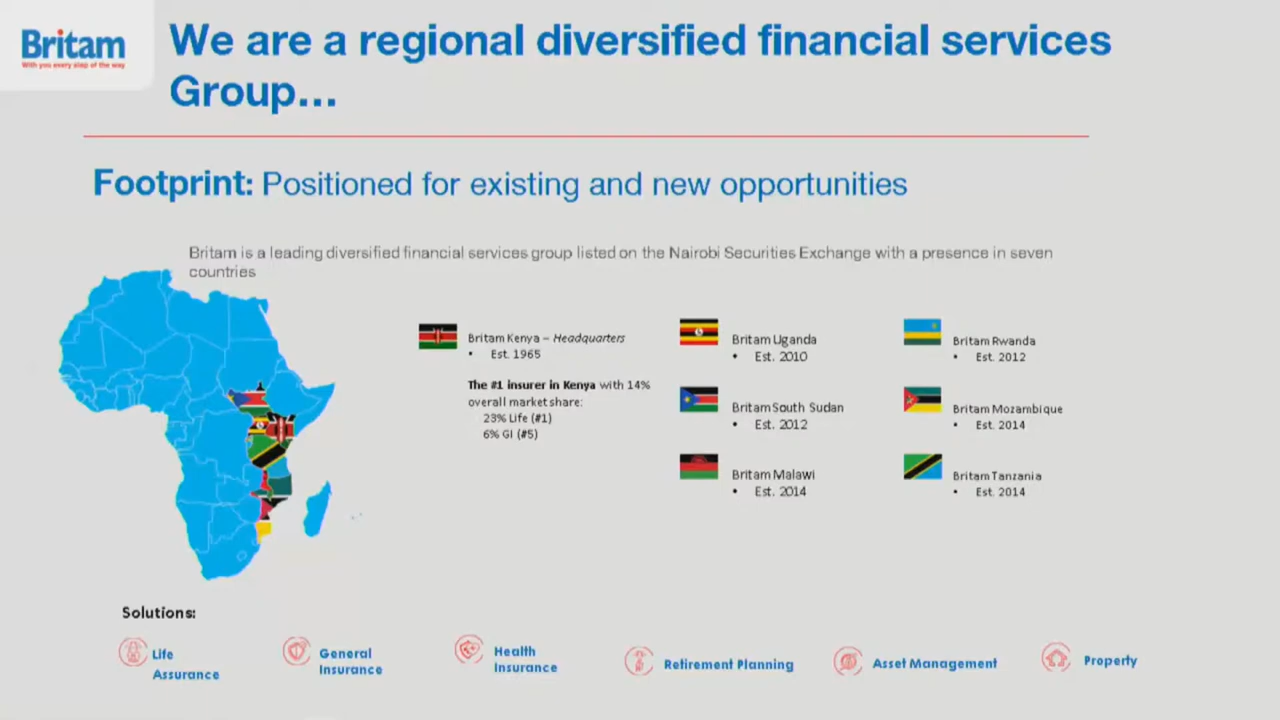 Britam
With you every step of the way
We are a regional diversified financial services
Group...
Footprint: Positioned for existing and new opportunities
Britam is a leading diversified financial services group listed on the Nairobi Securities Exchange with a presence in seven
countries
Britam Kenya – Headquarters
• Est. 1965
The #1 insurer in Kenya with 14%
overall market share:
23% Life (#1)
6% GI (#5)
Britam Uganda
• Est. 2010
Britam South Sudan
• Est. 2012
Britam Malawi
• Est. 2014
Britam Rwanda
• Est. 2012
Britam Mozambique
• Est. 2014
Britam Tanzania
• Est. 2014
Solutions:
Life
Assurance
General
Insurance
Health
Insurance
Retirement Planning
Asset Management
Property